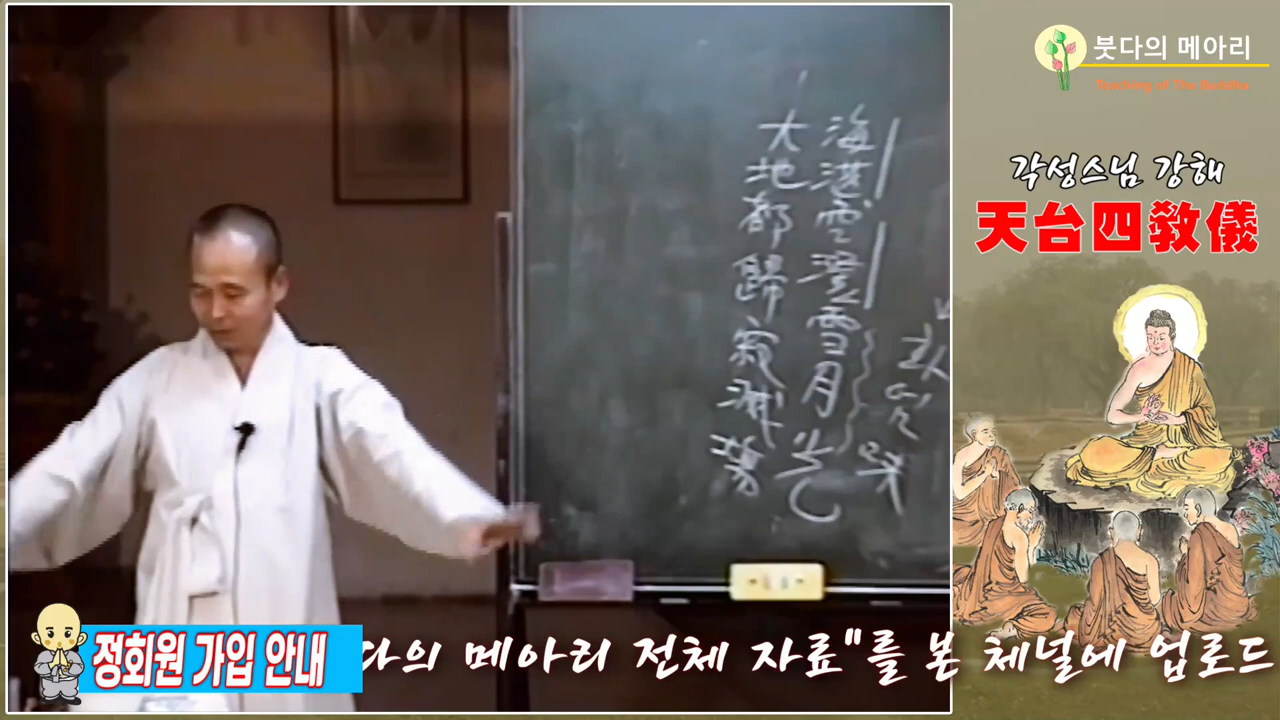 붓다의 메아리
Teaching of The Buddha
각성스님 강해
天台四敎儀
海湛雲澄雪月光
大地都歸寂滅場
정회원 가입 안내
다의 메아리 전체 자료"를 본 채널에 업로드